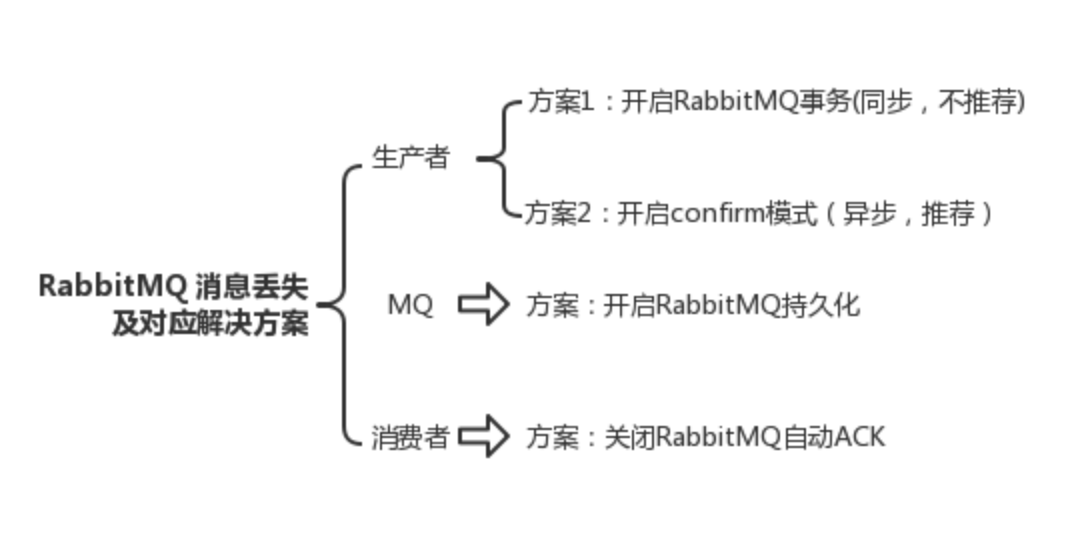 方案1：开启RabbitMQ事务(同步，不推荐)
生产者
方案2：开启confirm模式（异步，推荐）
RabbitMQ 消息丢失
及对应解决方案
MQ
方案：开启RabbitMQ持久化
消费者
方案：关闭RabbitMQ自动ACK